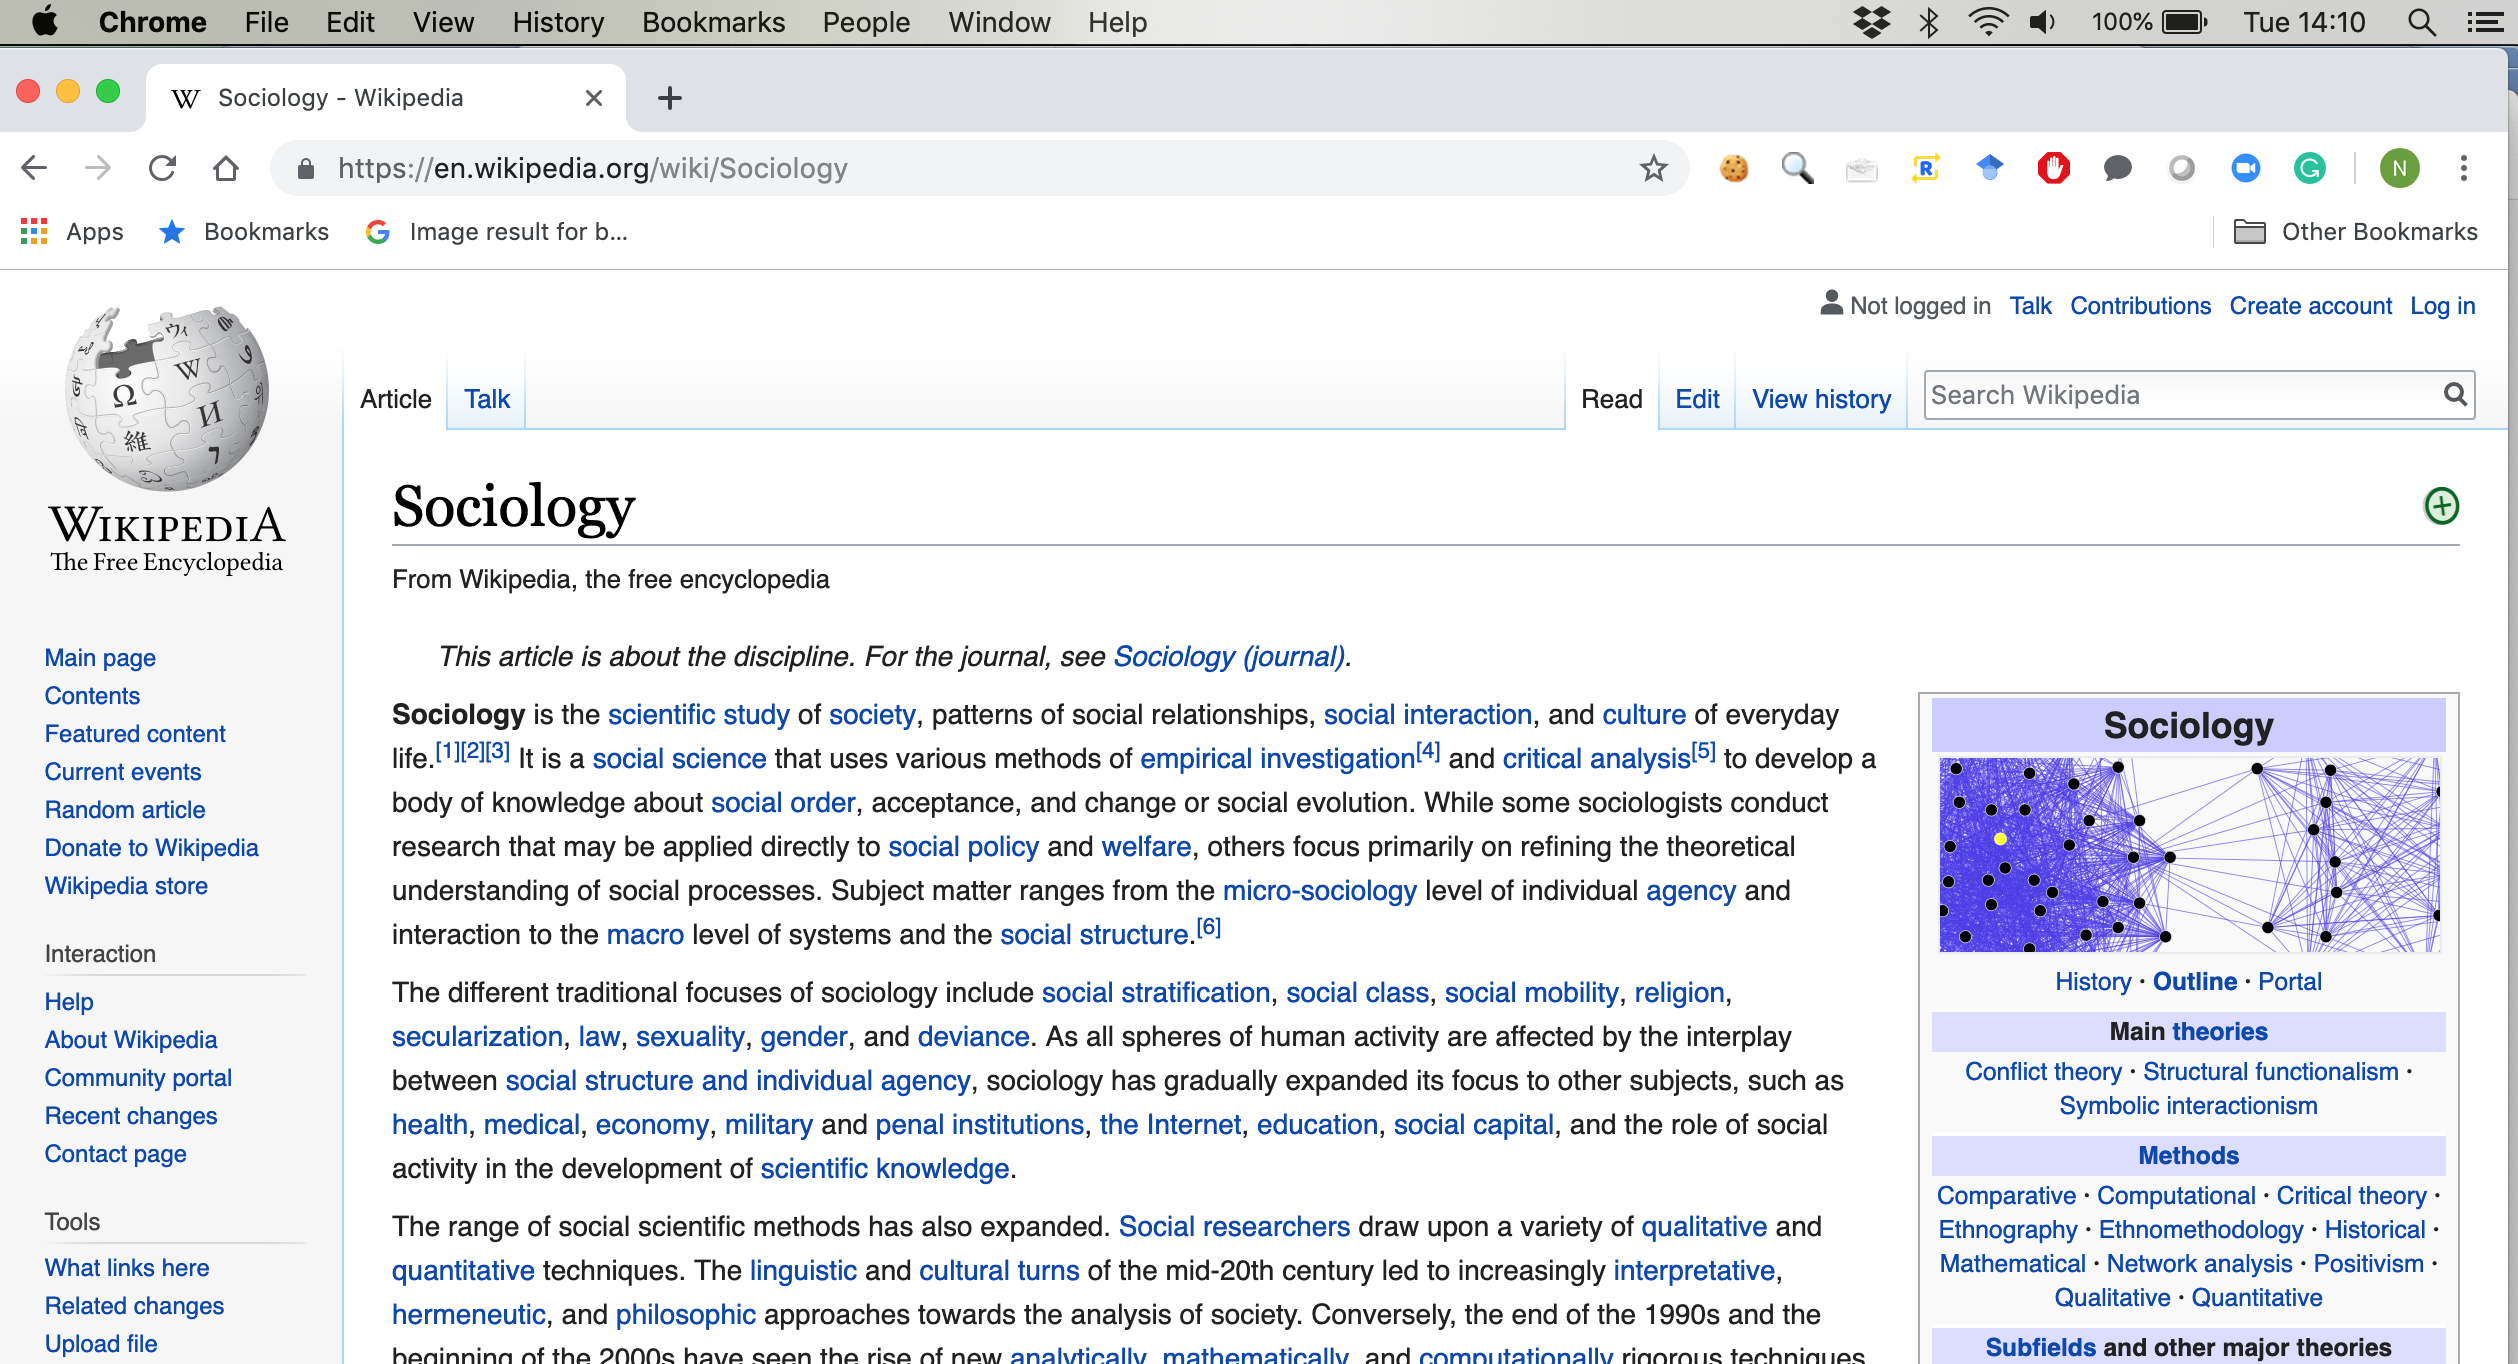 Chrome File Edit View History Bookmarks People Window Help 100% Tue 14:10
Sociology - Wikipedia
https://en.wikipedia.org/wiki/Sociology
Apps Bookmarks Image result for b... Other Bookmarks
Not logged in Talk Contributions Create account Log in
Article Talk Read Edit View history Search Wikipedia
WIKIPEDIA
The Free Encyclopedia
Main page
Contents
Featured content
Current events
Random article
Donate to Wikipedia
Wikipedia store
Interaction
Help
About Wikipedia
Community portal
Recent changes
Contact page
Tools
What links here
Related changes
Upload file
Sociology
From Wikipedia, the free encyclopedia
This article is about the discipline. For the journal, see Sociology (journal).
Sociology is the scientific study of society, patterns of social relationships, social interaction, and culture of everyday
life.[1][2][3] It is a social science that uses various methods of empirical investigation[4] and critical analysis[5] to develop a
body of knowledge about social order, acceptance, and change or social evolution. While some sociologists conduct
research that may be applied directly to social policy and welfare, others focus primarily on refining the theoretical
understanding of social processes. Subject matter ranges from the micro-sociology level of individual agency and
interaction to the macro level of systems and the social structure.[6]
The different traditional focuses of sociology include social stratification, social class, social mobility, religion,
secularization, law, sexuality, gender, and deviance. As all spheres of human activity are affected by the interplay
between social structure and individual agency, sociology has gradually expanded its focus to other subjects, such as
health, medical, economy, military and penal institutions, the Internet, education, social capital, and the role of social
activity in the development of scientific knowledge.
The range of social scientific methods has also expanded. Social researchers draw upon a variety of qualitative and
quantitative techniques. The linguistic and cultural turns of the mid-20th century led to increasingly interpretative,
hermeneutic, and philosophic approaches towards the analysis of society. Conversely, the end of the 1990s and the
beginning of the 2000s have seen the rise of new analytically, mathematically, and computationally rigorous techniques
Sociology
History · Outline · Portal
Main theories
Conflict theory · Structural functionalism ·
Symbolic interactionism
Methods
Comparative · Computational · Critical theory ·
Ethnography · Ethnomethodology · Historical ·
Mathematical · Network analysis · Positivism ·
Qualitative · Quantitative
Subfields and other major theories